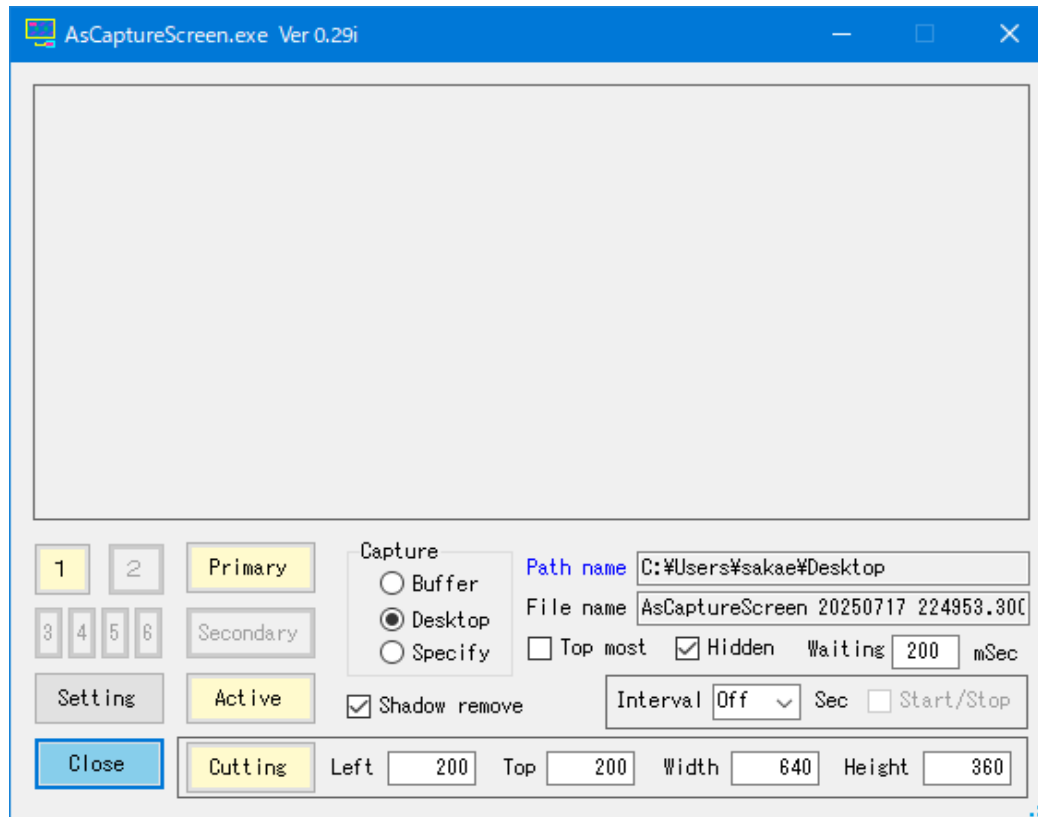 AsCaptureScreen.exe Ver 0.29i
1 2 Primary
3 4 5 6 Secondary
Setting Active
Close Cutting
Capture
Buffer
Desktop
Specify
Shadow remove
Path name C:¥Users¥sakae¥Desktop
File name AsCaptureScreen 20250717 224953.300
Top most Hidden Waiting 200 mSec
Interval Off Sec Start/Stop
Left 200 Top 200 Width 640 Height 360